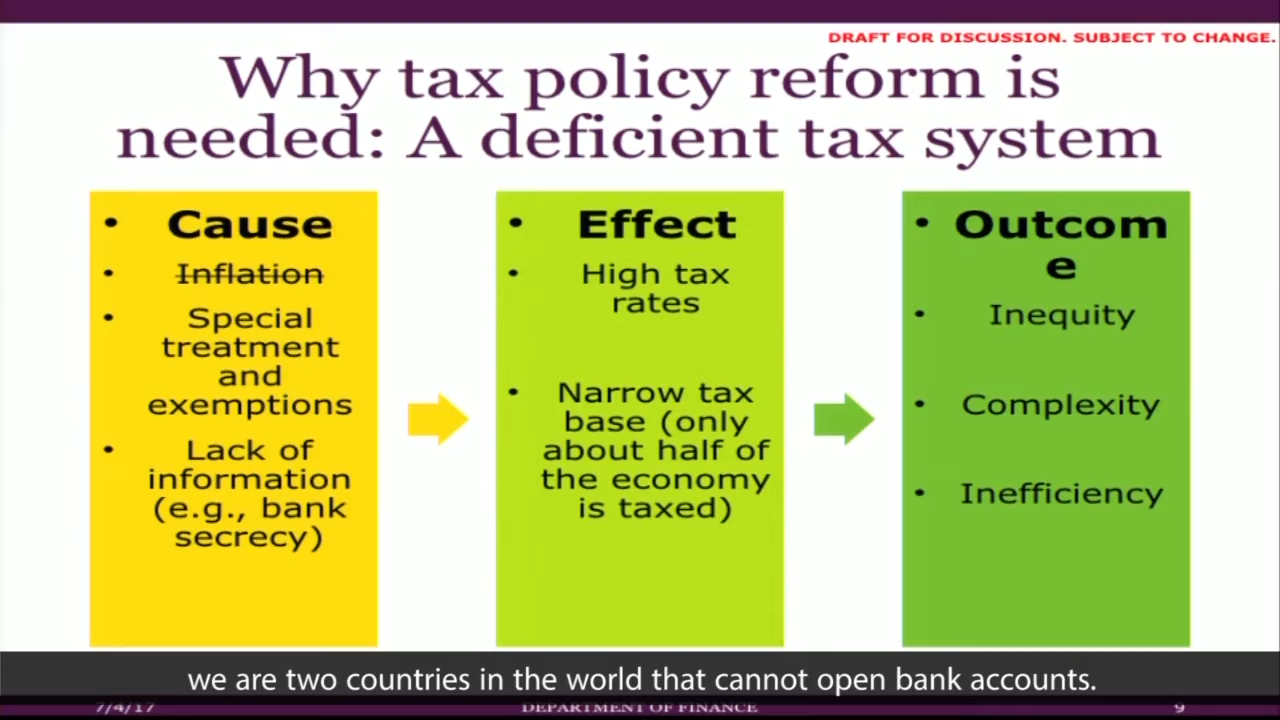 DRAFT FOR DISCUSSION. SUBJECT TO CHANGE.
Why tax policy reform is
needed: A deficient tax system
• Cause
• Inflation
• Special
treatment
and
exemptions
• Lack of
information
(e.g., bank
secrecy)
• Effect
• High tax
rates
• Narrow tax
base (only
about half of
the economy
is taxed)
• Outcom
e
• Inequity
• Complexity
• Inefficiency
we are two countries in the world that cannot open bank accounts.
7/4/17
DEPARTMENT OF FINANCE
9